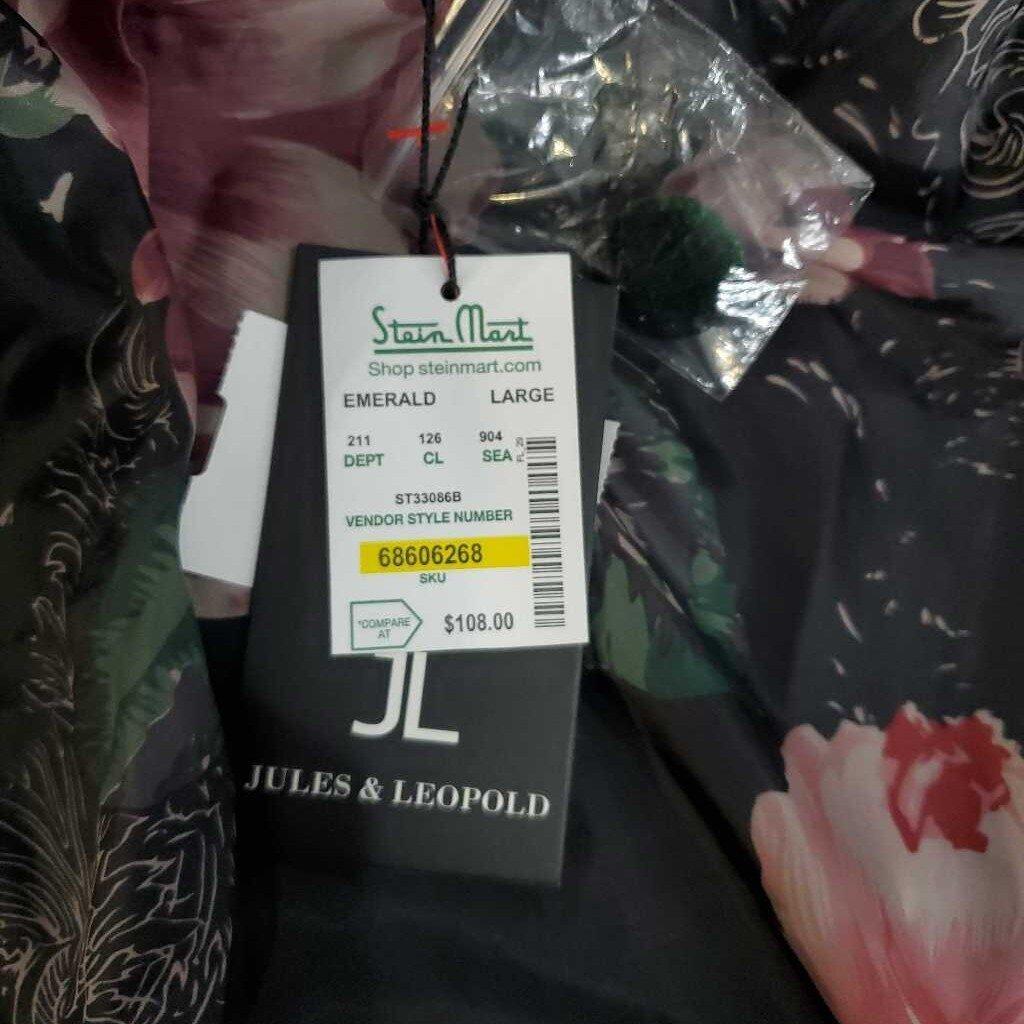 Stein Mart
Shop steinmart.com
EMERALD LARGE
211 126 904
DEPT CL SEA
ST33086B
VENDOR STYLE NUMBER
68606268
SKU
*COMPARE AT
$108.00
JL
JULES & LEOPOLD